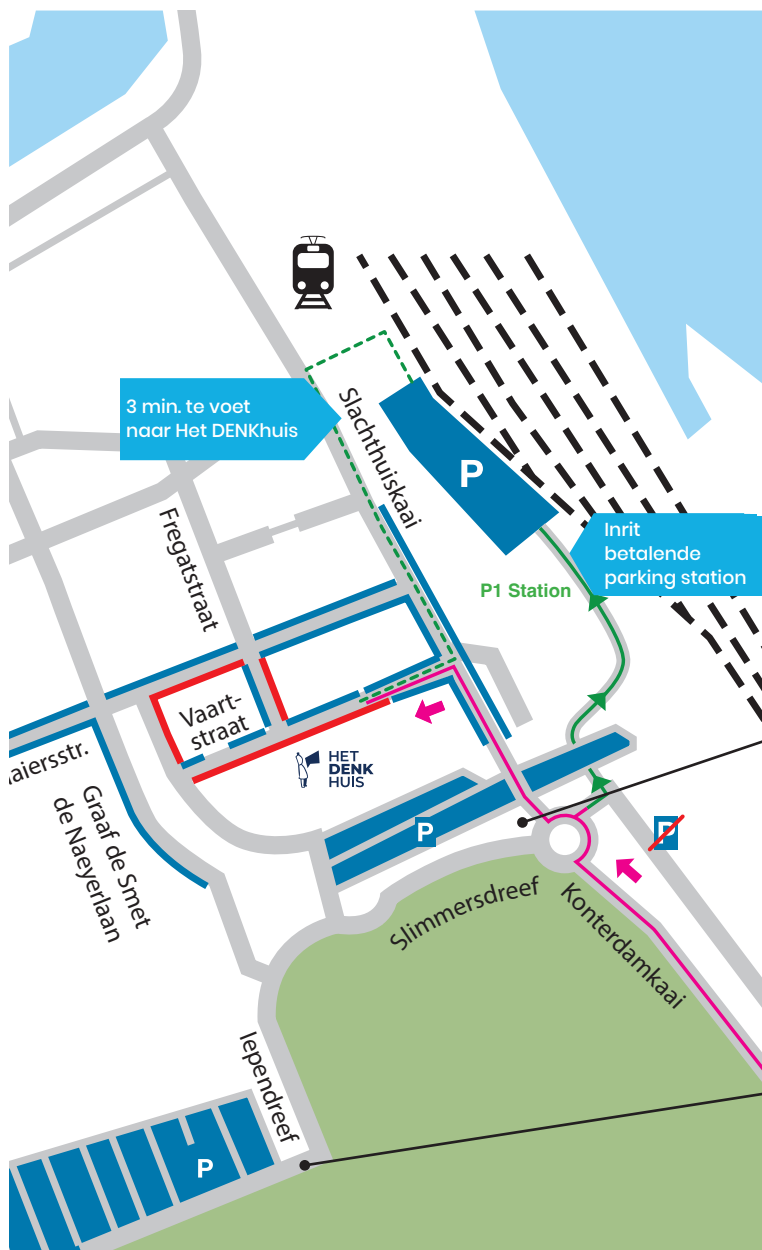 3 min. te voet
naar Het DENKhuis
Slachthuiskaai
P
Fregatstraat
Inrit
betalende
parking station
P1 Station
Vaart-
straat
HET
DENK
HUIS
aiersstr.
Graaf de Smet
de Naeyerlaan
P
P
Slimmersdreef
Konterdamkaai
Iependreef
P